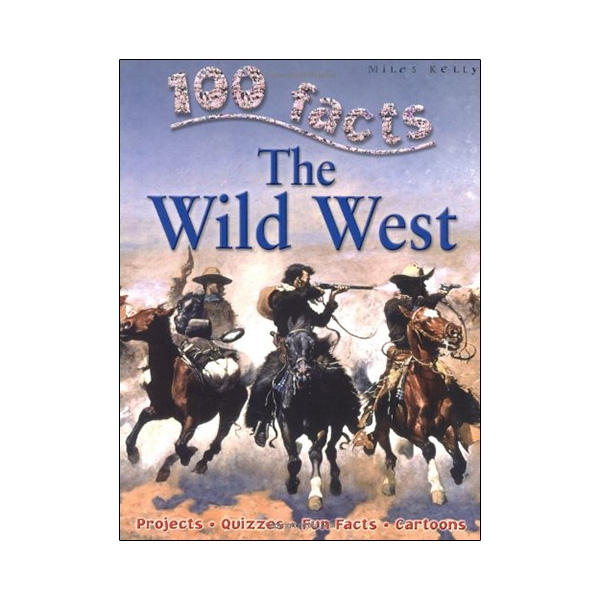 Miles Kelly
100 facts
The
Wild West
Projects • Quizzes • Fun Facts • Cartoons